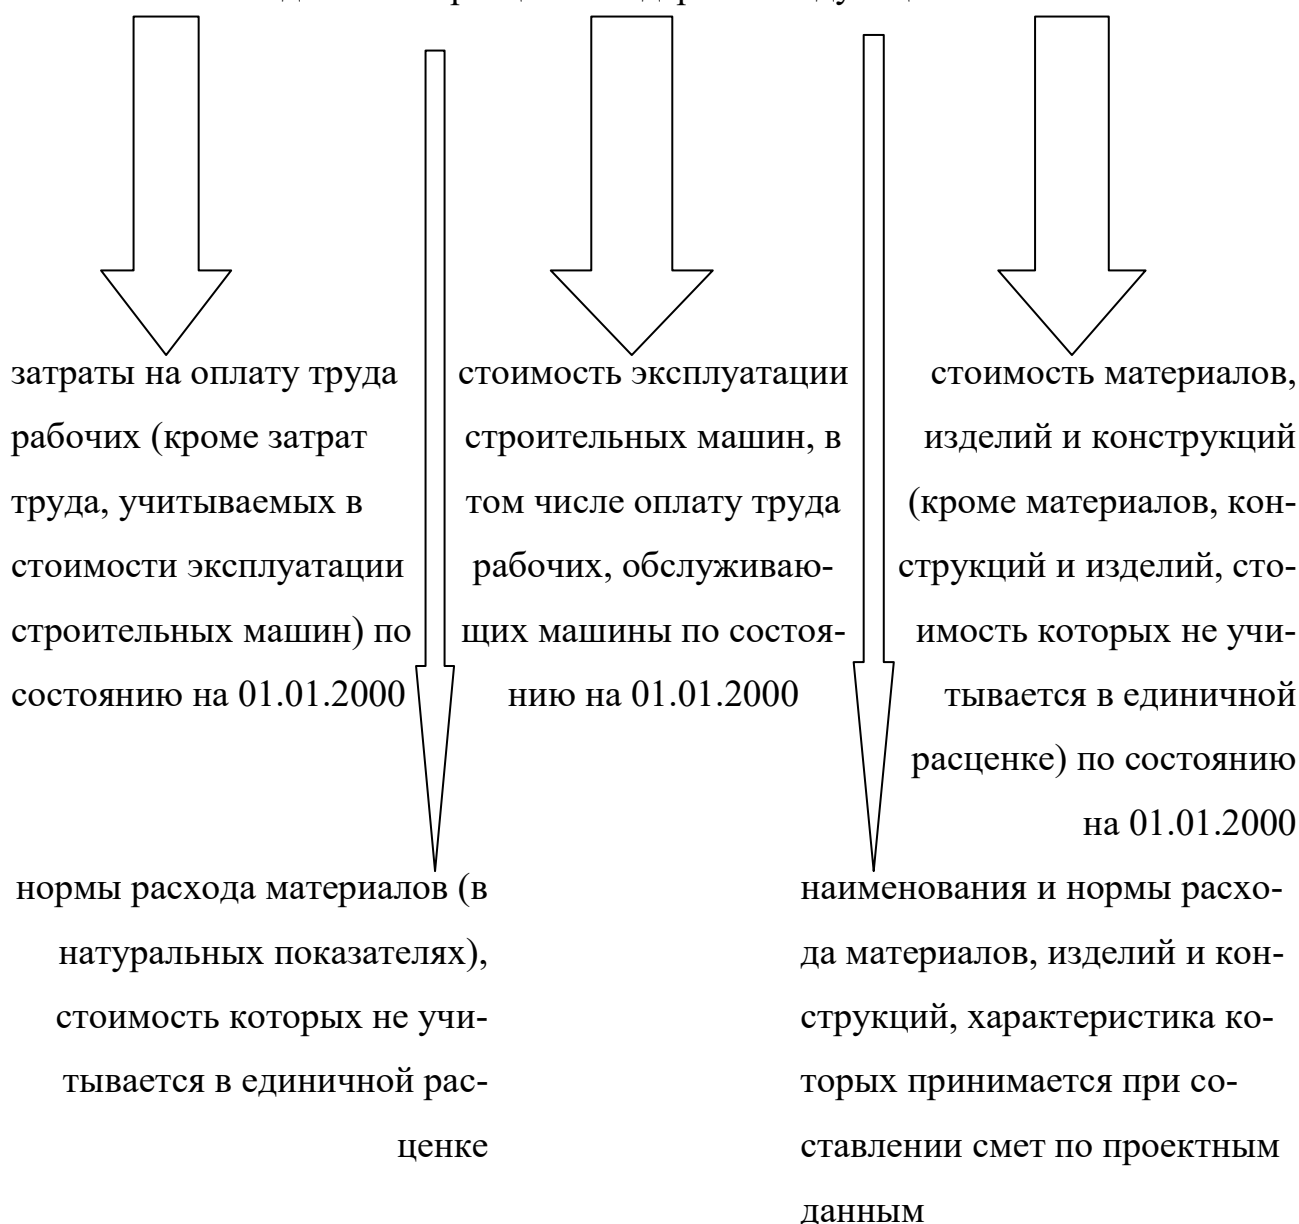 затраты на оплату труда
рабочих (кроме затрат
труда, учитываемых в
стоимости эксплуатации
строительных машин) по
состоянию на 01.01.2000
стоимость эксплуатации
строительных машин, в
том числе оплату труда
рабочих, обслуживаю-
щих машины по состоя-
нию на 01.01.2000
стоимость материалов,
изделий и конструкций
(кроме материалов, кон-
струкций и изделий, сто-
имость которых не учи-
тывается в единичной
расценке) по состоянию
на 01.01.2000
нормы расхода материалов (в
натуральных показателях),
стоимость которых не учи-
тывается в единичной рас-
ценке
наименования и нормы расхо-
да материалов, изделий и кон-
струкций, характеристика ко-
торых принимается при со-
ставлении смет по проектным
данным